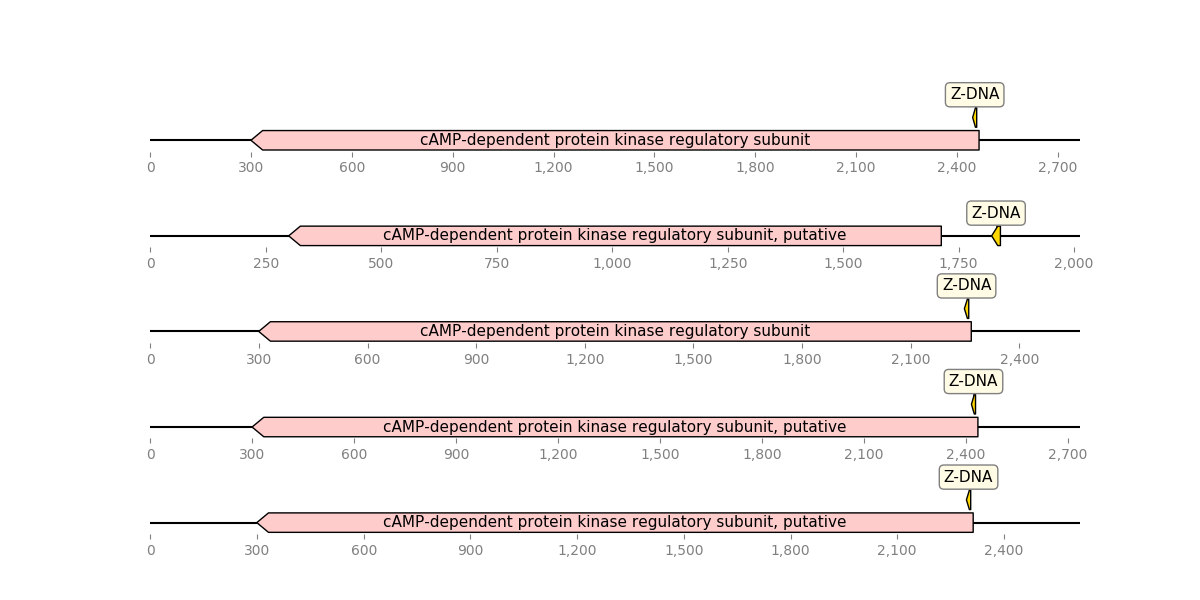 Z-DNA
cAMP-dependent protein kinase regulatory subunit
0 300 600 900 1,200 1,500 1,800 2,100 2,400 2,700
Z-DNA
cAMP-dependent protein kinase regulatory subunit, putative
0 250 500 750 1,000 1,250 1,500 1,750 2,000
Z-DNA
cAMP-dependent protein kinase regulatory subunit
0 300 600 900 1,200 1,500 1,800 2,100 2,400
Z-DNA
cAMP-dependent protein kinase regulatory subunit, putative
0 300 600 900 1,200 1,500 1,800 2,100 2,400 2,700
Z-DNA
cAMP-dependent protein kinase regulatory subunit, putative
0 300 600 900 1,200 1,500 1,800 2,100 2,400